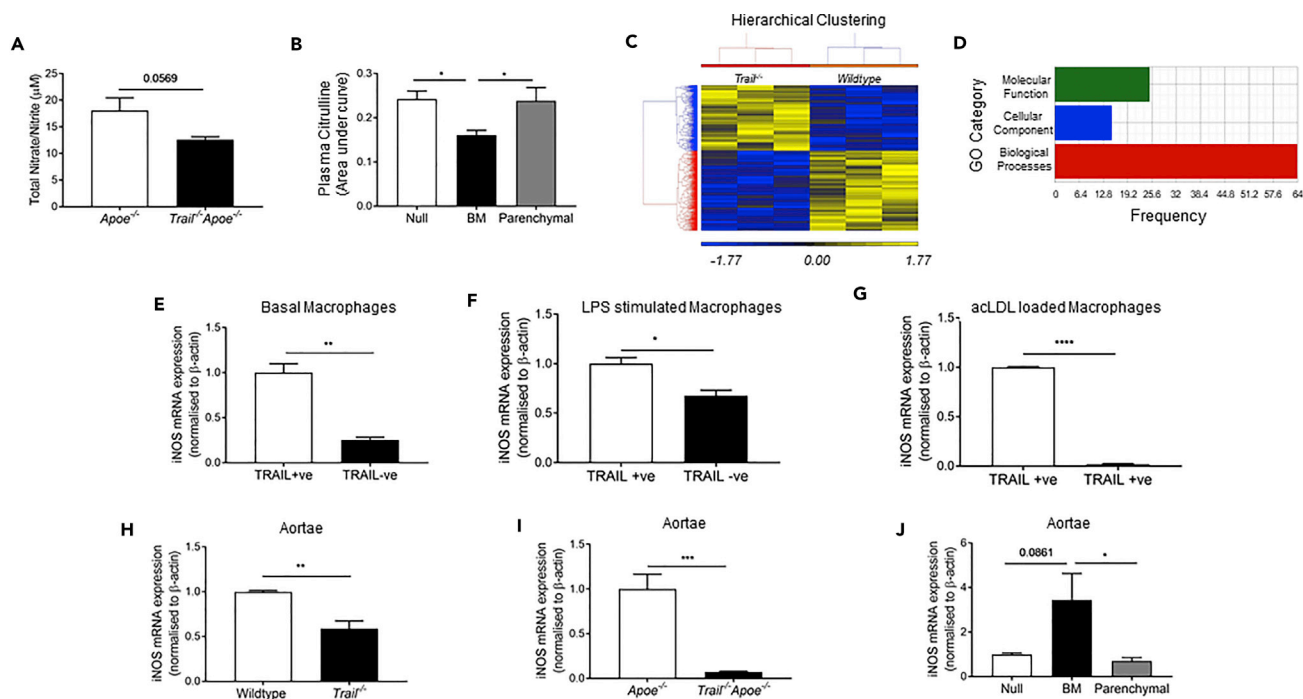 A
Total Nitrate/Nitrite (µM)
25
20
15
10
5
0
0.0569
Apoe-/-
Trail-/-Apoe-/-
B
Plasma Citrulline
(Area under curve)
0.3
0.2
0.1
0.0
*
*
Null
BM
Parenchymal
C
Hierarchical Clustering
Trail-/-
Wildtype
-1.77
0.00
1.77
D
GO Category
Molecular
Function
Cellular
Component
Biological
Processes
0
6.4
12.8
19.2
25.6
32
38.4
44.8
51.2
57.6
64
Frequency
E
Basal Macrophages
iNOS mRNA expression
(normalised to β-actin)
1.5
1.0
0.5
0.0
**
TRAIL+ve
TRAIL-ve
F
LPS stimulated Macrophages
iNOS mRNA expression
(normalised to β-actin)
1.5
1.0
0.5
0.0
*
TRAIL +ve
TRAIL -ve
G
acLDL loaded Macrophages
iNOS mRNA expression
(normalised to β-actin)
1.5
1.0
0.5
0.0
****
TRAIL +ve
TRAIL +ve
H
Aortae
iNOS mRNA expression
(normalised to β-actin)
1.5
1.0
0.5
0.0
**
Wildtype
Trail-/-
I
Aortae
iNOS mRNA expression
(normalised to β-actin)
1.5
1.0
0.5
0.0
***
Apoe-/-
Trail-/-Apoe-/-
J
Aortae
iNOS mRNA expression
(normalised to β-actin)
6
4
2
0
0.0861
*
Null
BM
Parenchymal